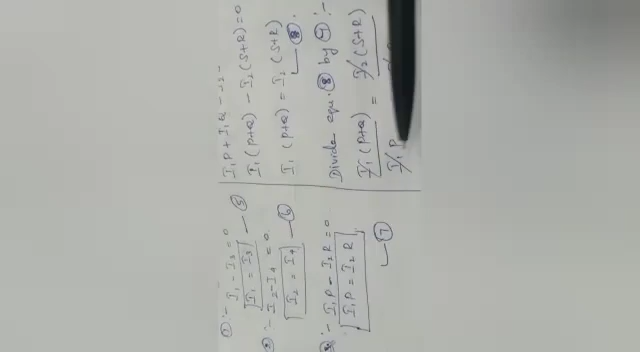 ①:- I₁ - I₃ = 0
I₁ = I₃ —⑤
②:- I₂ - I₄ = 0
I₂ = I₄ —⑥
:- I₁P - I₂R = 0
I₁P = I₂R
—⑦
I₁P + I₁Q -
I₁(P+Q) - I₂(S+R) = 0
I₁(P+Q) = I₂(S+R)
—⑧
Divide equ. ⑧ by ⑦:-
I₁(P+Q) = I₂(S+R)
I₁P